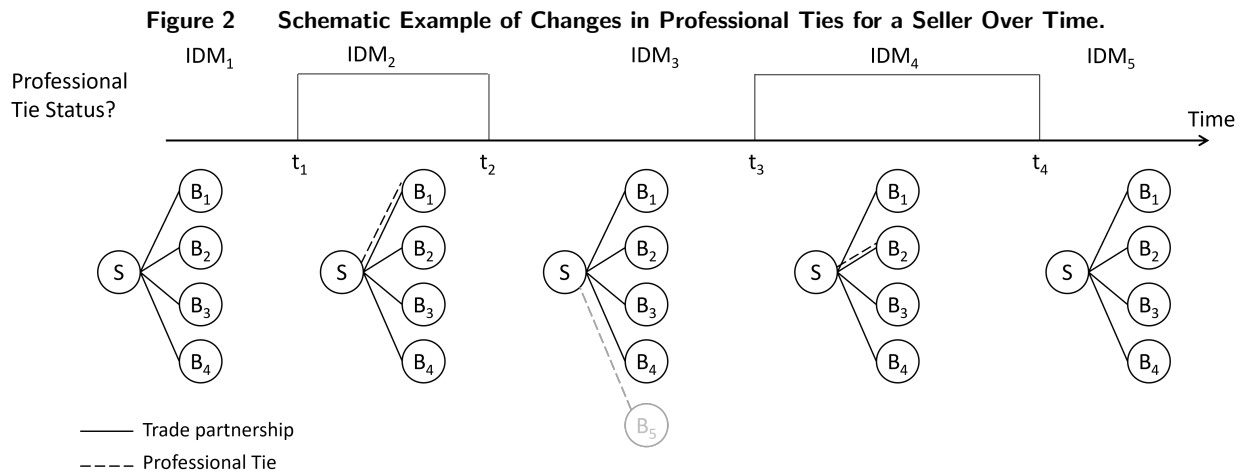 Figure 2 Schematic Example of Changes in Professional Ties for a Seller Over Time.
IDM₁ IDM₂ IDM₃ IDM₄ IDM₅
Professional
Tie Status?
Time
t₁ t₂ t₃ t₄
B₁ B₁ B₁ B₁ B₁
B₂ B₂ B₂ B₂ B₂
S S S S S
B₃ B₃ B₃ B₃ B₃
B₄ B₄ B₄ B₄ B₄
B₅
Trade partnership
Professional Tie